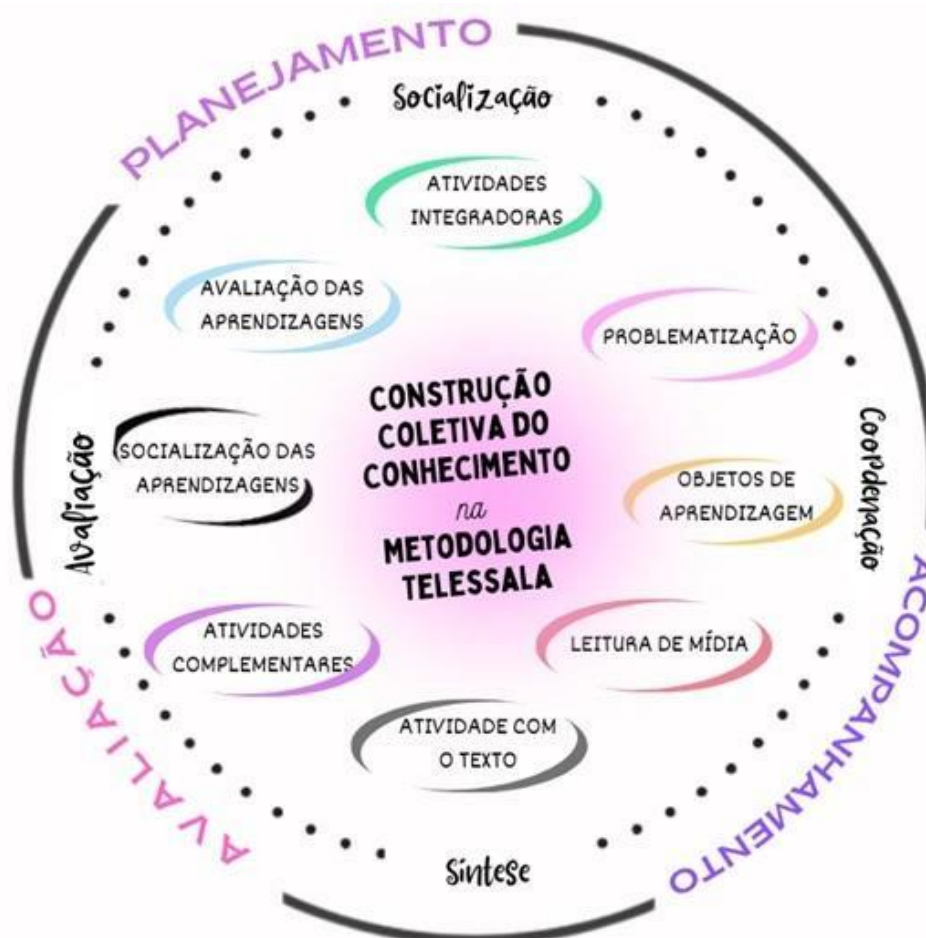 PLANEJAMENTO
Socialização
ATIVIDADES
INTEGRADORAS
AVALIAÇÃO DAS
APRENDIZAGENS
PROBLEMATIZAÇÃO
CONSTRUÇÃO
COLETIVA DO
CONHECIMENTO
na
METODOLOGIA
TELESSALA
SOCIALIZAÇÃO DAS
APRENDIZAGENS
OBJETOS DE
APRENDIZAGEM
Avaliação
Coordenação
ATIVIDADES
COMPLEMENTARES
LEITURA DE MÍDIA
ATIVIDADE COM
O TEXTO
Síntese
AVALIAÇÃO
ACOMPANHAMENTO